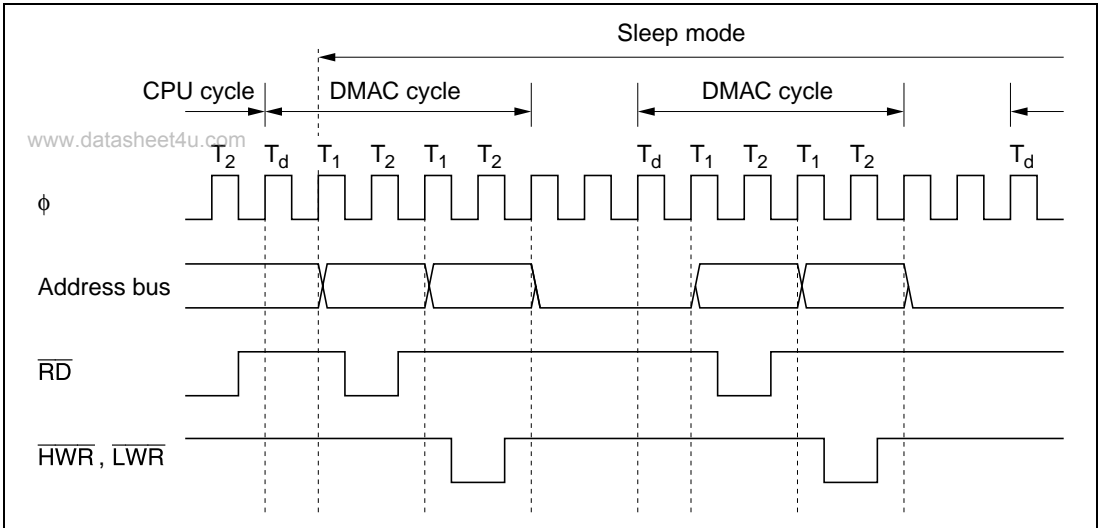 Sleep mode
CPU cycle DMAC cycle DMAC cycle
www.datasheet4u.com
T2 Td T1 T2 T1 T2 Td T1 T2 T1 T2 Td
φ
Address bus
RD
HWR , LWR